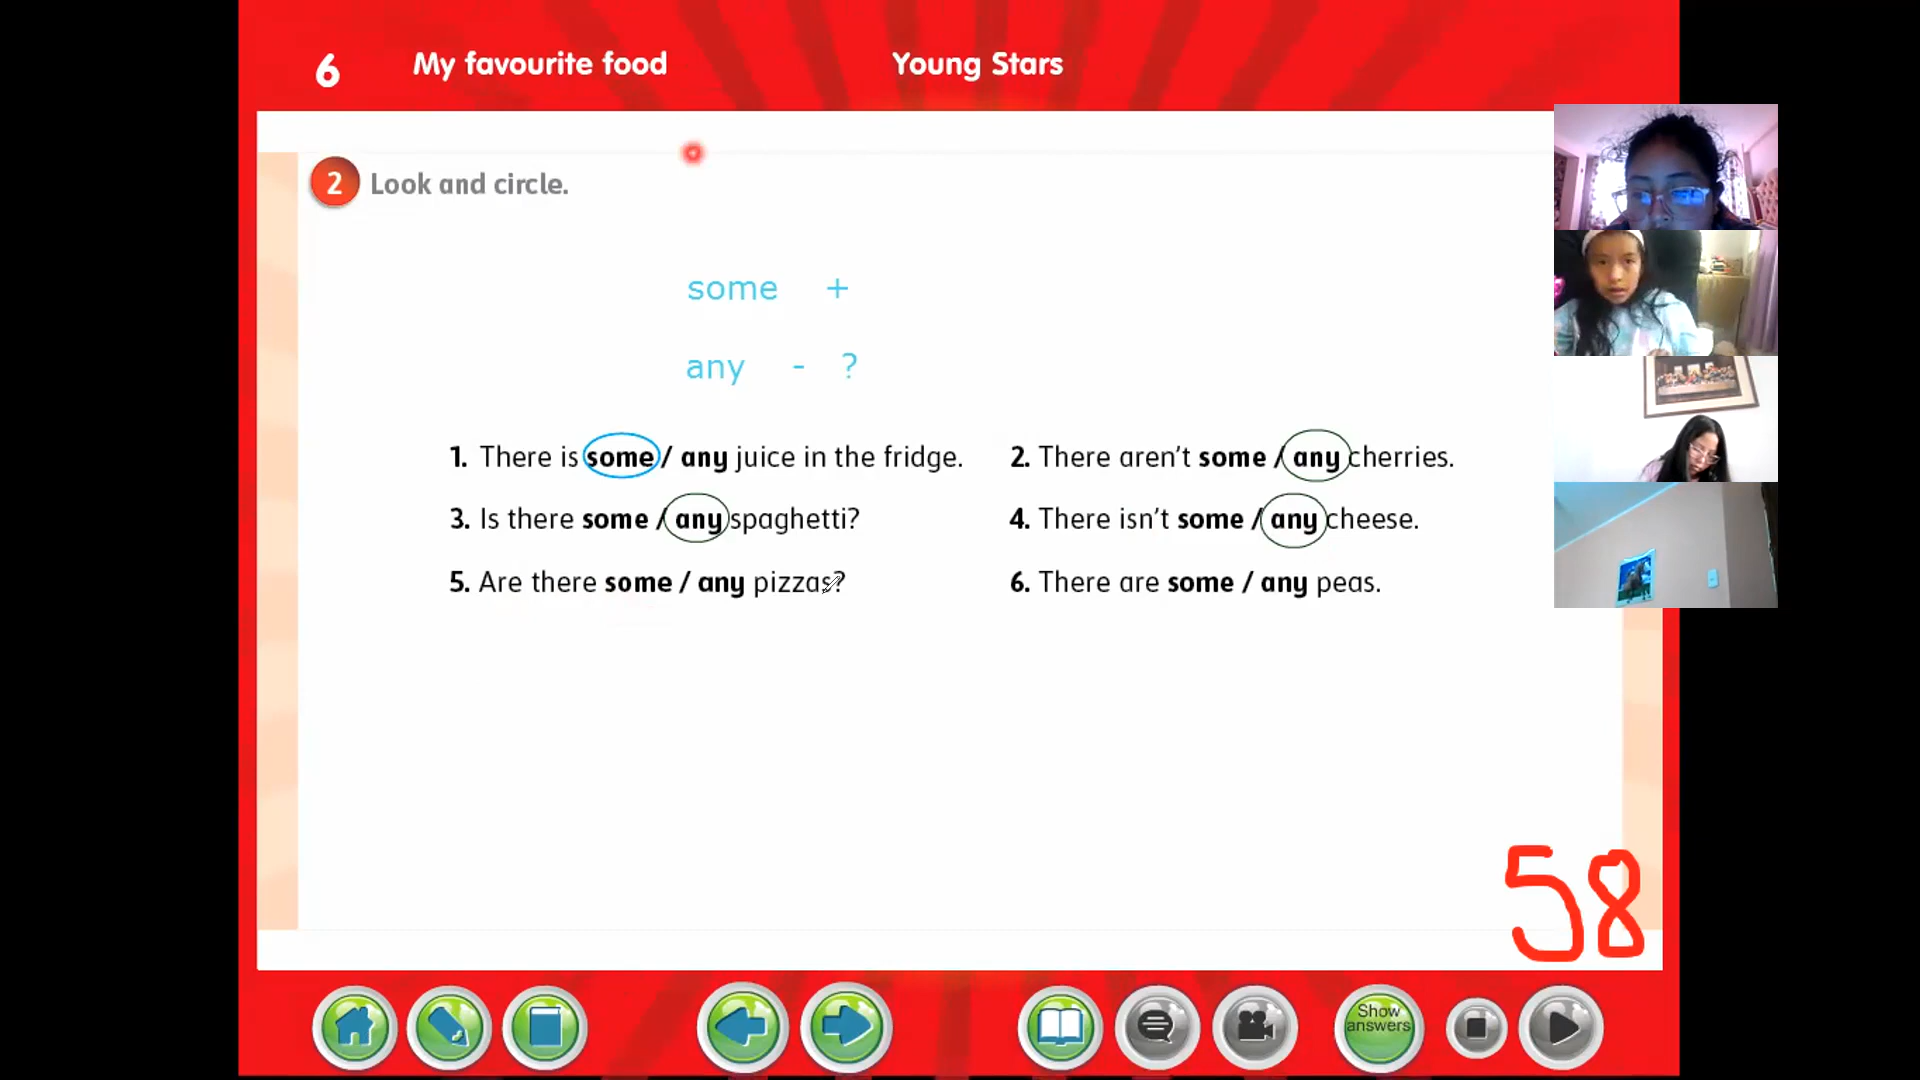 6 My favourite food Young Stars
2 Look and circle.
some +
any - ?
1. There is some / any juice in the fridge. 2. There aren't some / any cherries.
3. Is there some / any spaghetti? 4. There isn't some / any cheese.
5. Are there some / any pizzas? 6. There are some / any peas.
58
Show
answers